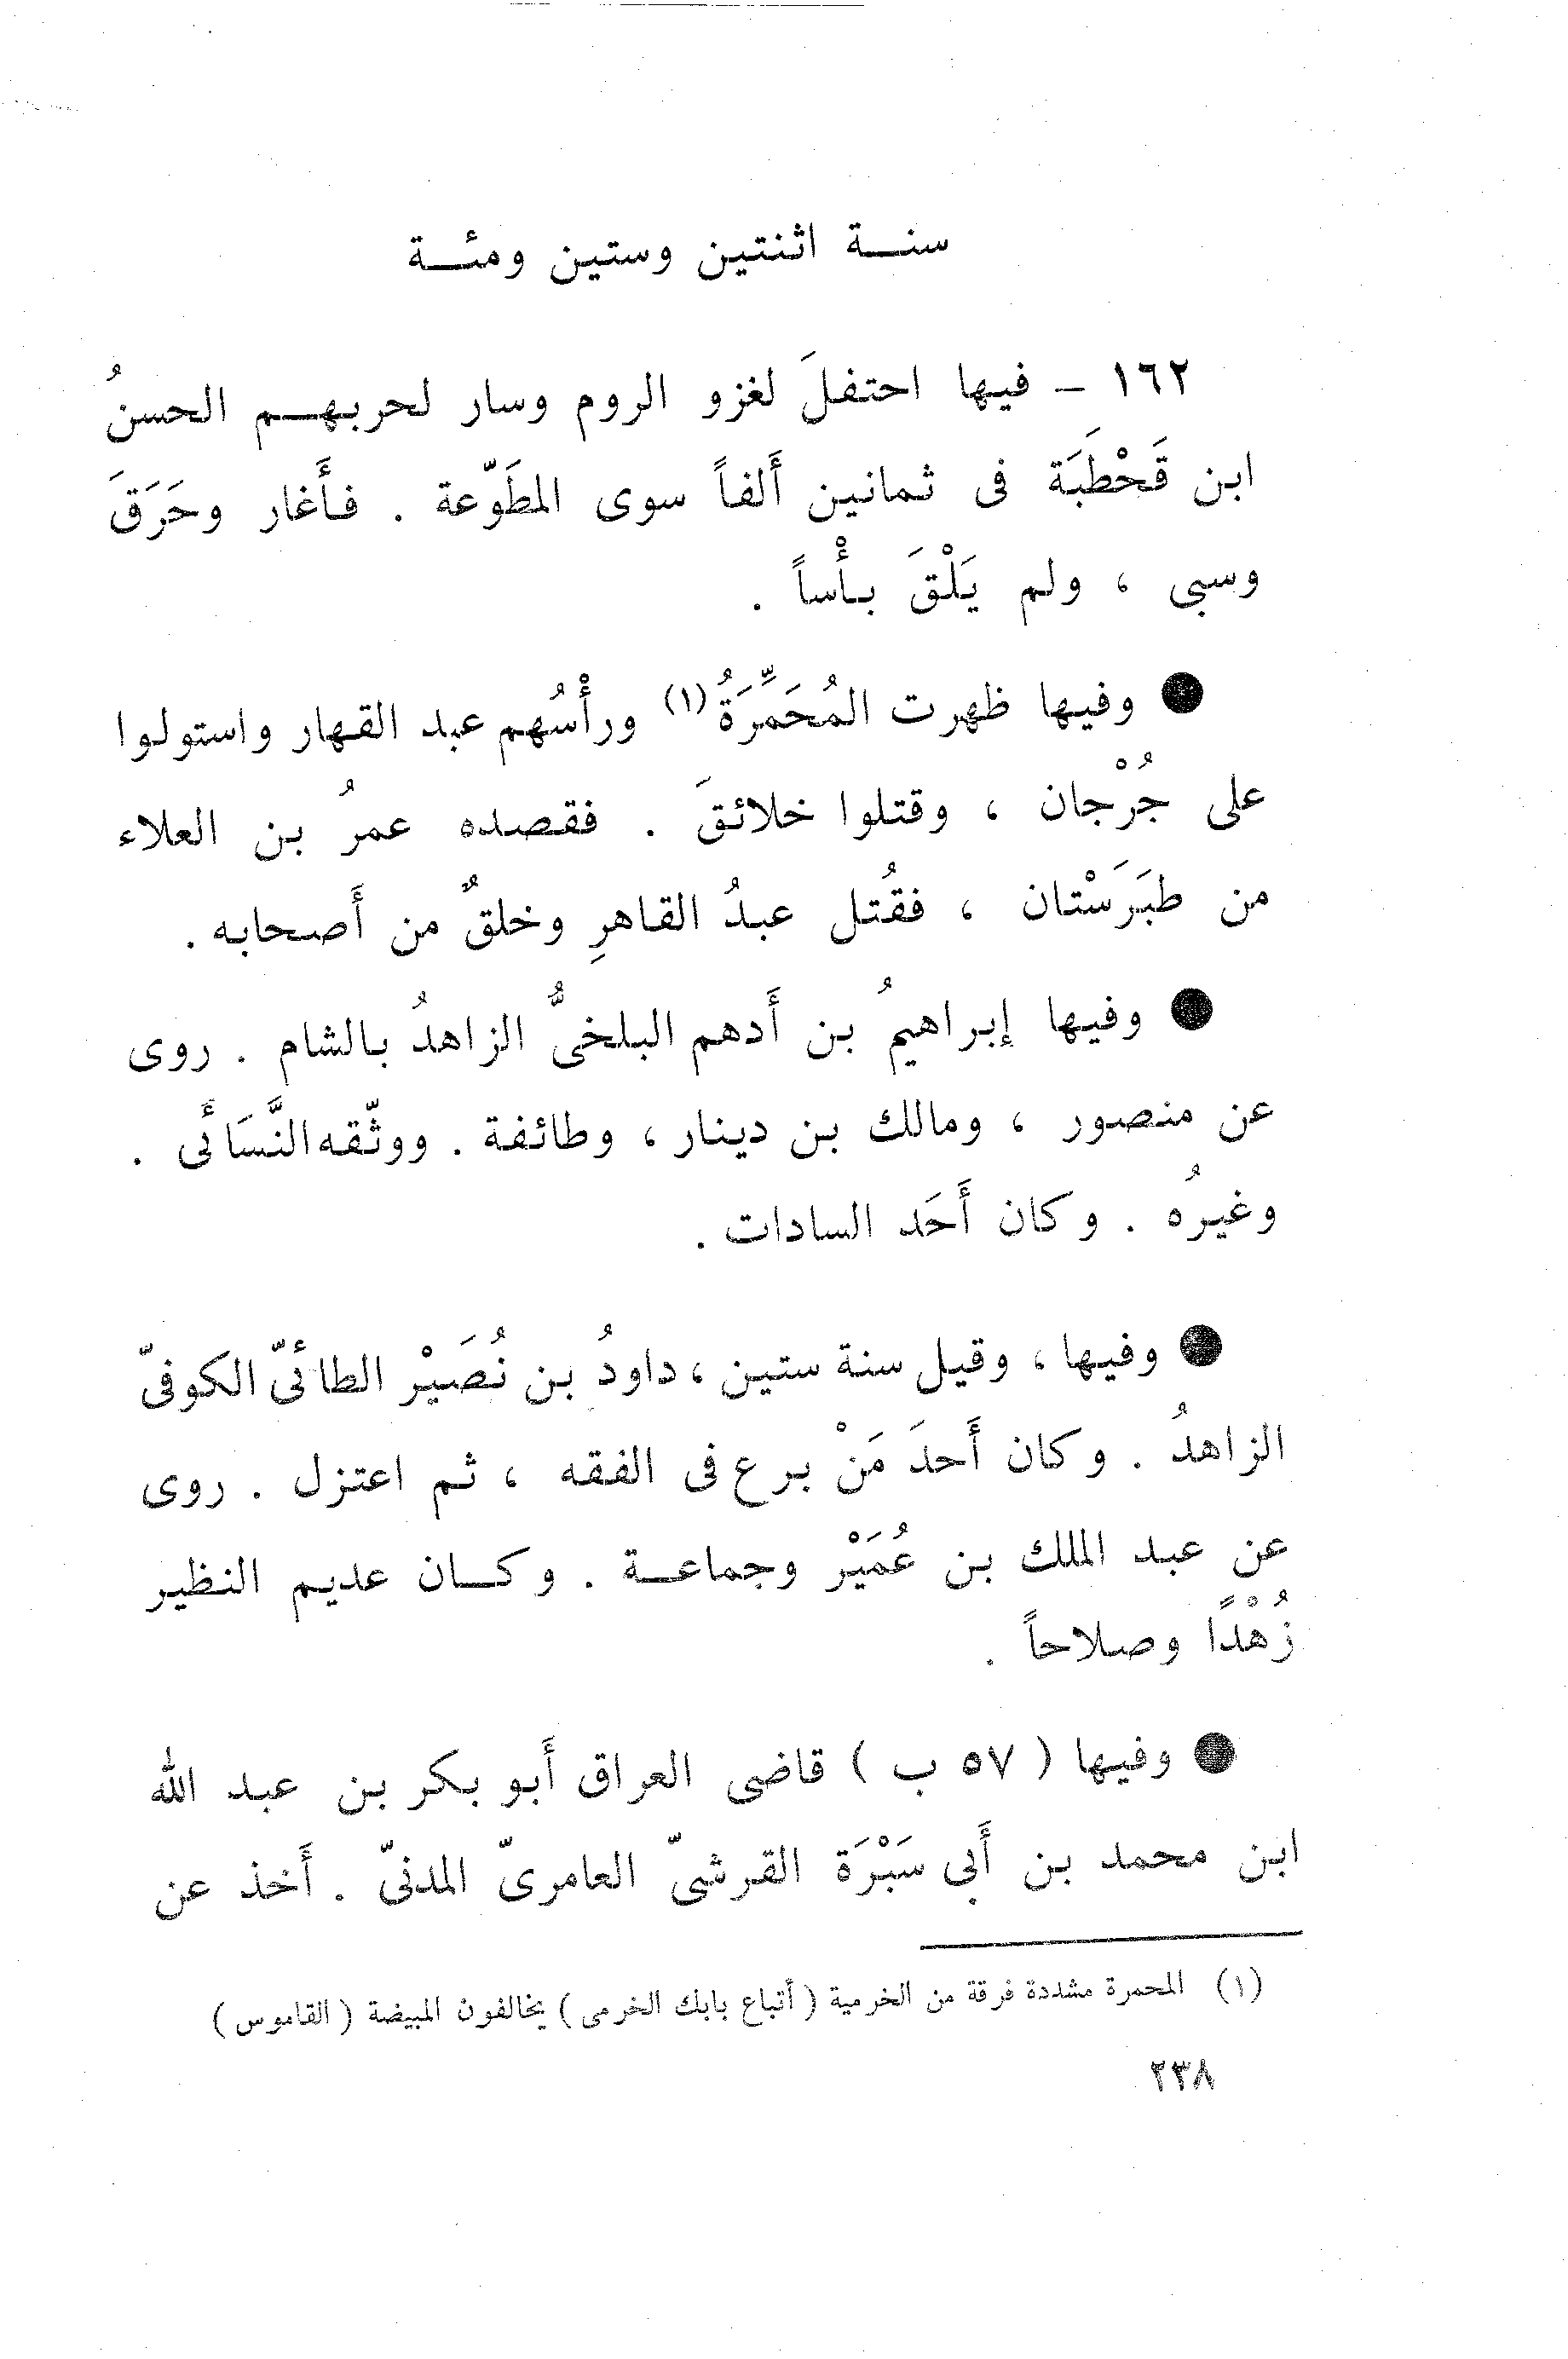 سنة اثنتين وستين ومئة
١٦٢ - فيها احتفلَ لغزو الروم وسار لحربهم الحسنُ
ابن قَحْطَبَة فى ثمانين أَلفاً سوى المطَوّعة . فأَغار وحَرَقَ
وسبى ، ولم يَلْقَ بأْساً .
● وفيها ظهرت المُحَمِّرَةُ (١) ورأْسُهم عبد القهار واستولوا
على جُرْجان ، وقتلوا خلائقَ . فقصده عمرُ بن العلاء
من طبَرَسْتان ، فقُتل عبدُ القاهرِ وخلقٌ من أَصحابه .
● وفيها إبراهيمُ بن أَدهم البلخىُّ الزاهدُ بالشام . روى
عن منصور ، ومالك بن دينار ، وطائفة . ووثّقه النَّسَائى .
وغيرُه . وكان أَحَد السادات .
● وفيها ، وقيل سنة ستين ، داودُ بن نُصَيْر الطائىّ الكوفىّ
الزاهدُ . وكان أَحدَ مَنْ برع فى الفقه ، ثم اعتزل . روى
عن عبد الملك بن عُمَيْر وجماعة . وكان عديم النظير
زُهْدًا وصلاحاً .
● وفيها ( ٥٧ ب ) قاضى العراق أَبو بكر بن عبد الله
ابن محمد بن أَبى سَبْرَة القرشىّ العامرىّ المدنىّ . أَخذ عن
(١) المحمرة مشددة فرقة من الخرمية ( أتباع بابك الخرمى ) يخالفون المبيضة ( القاموس )
٢٣٨